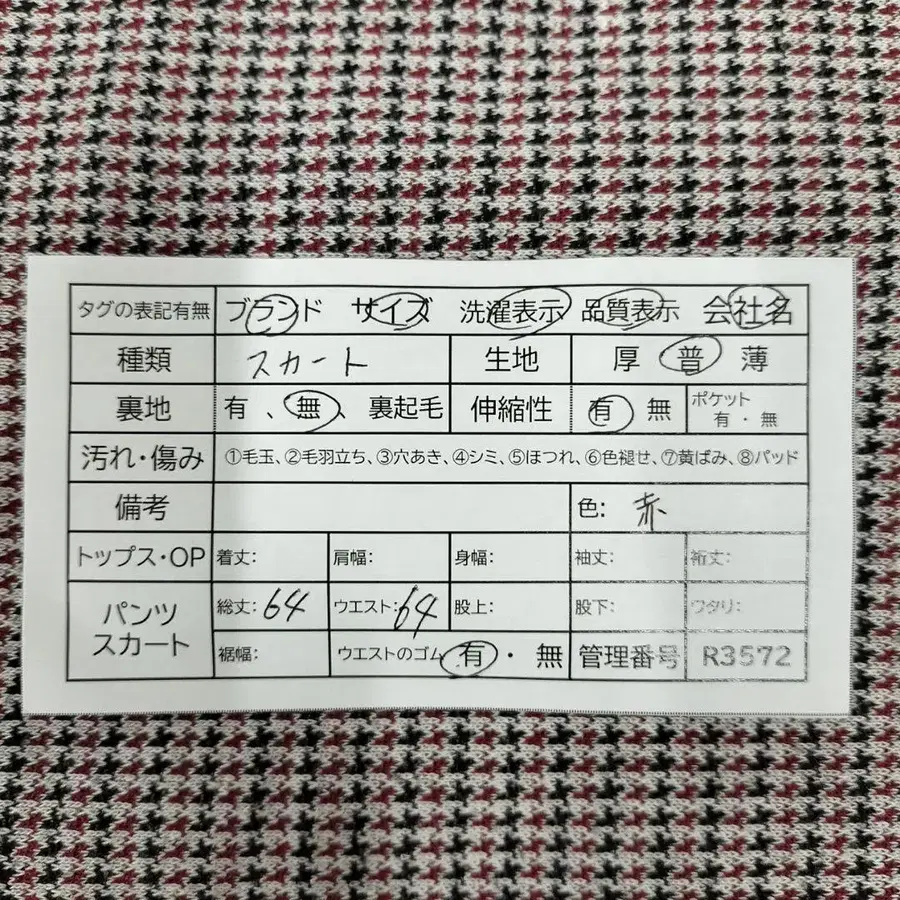 タグの表記有無 ブランド サイズ 洗濯表示 品質表示 会社名
種類 スカート 生地 厚 普 薄
裏地 有、無、裏起毛 伸縮性 有 無 ポケット 有・無
汚れ・傷み ①毛玉、②毛羽立ち、③穴あき、④シミ、⑤ほつれ、⑥色褪せ、⑦黄ばみ、⑧パッド
備考 色: 赤
トップス・OP 着丈: 肩幅: 身幅: 袖丈: 裄丈:
パンツ スカート 総丈:64 ウエスト:64 股上: 股下: ワタリ:
裾幅: ウエストのゴム 有・無 管理番号 R3572